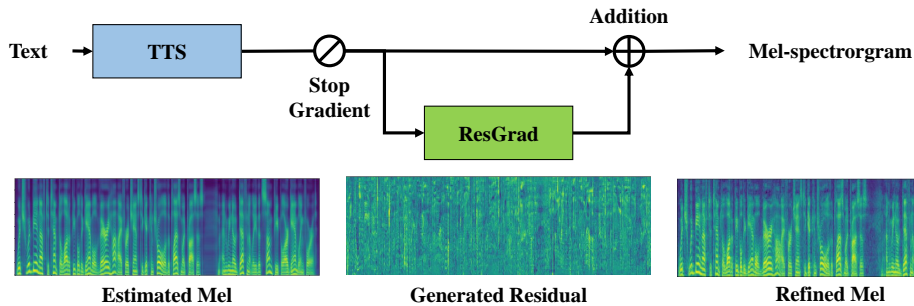 Addition
Text
TTS
Mel-spectrorgram
Stop
Gradient
ResGrad
Estimated Mel
Generated Residual
Refined Mel